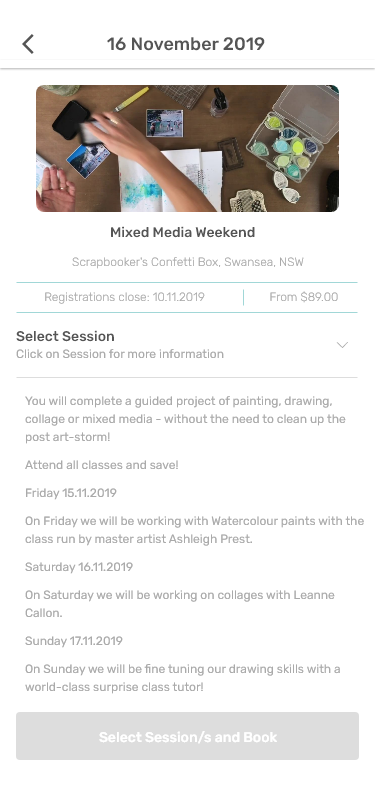 16 November 2019
Mixed Media Weekend
Scrapbooker's Confetti Box, Swansea, NSW
Registrations close: 10.11.2019
From $89.00
Select Session
Click on Session for more information
You will complete a guided project of painting, drawing,
collage or mixed media – without the need to clean up the
post art-storm!
Attend all classes and save!
Friday 15.11.2019
On Friday we will be working with Watercolour paints with the
class run by master artist Ashleigh Prest.
Saturday 16.11.2019
On Saturday we will be working on collages with Leanne
Callon.
Sunday 17.11.2019
On Sunday we will be fine tuning our drawing skills with a
world-class surprise class tutor!
Select Session/s and Book